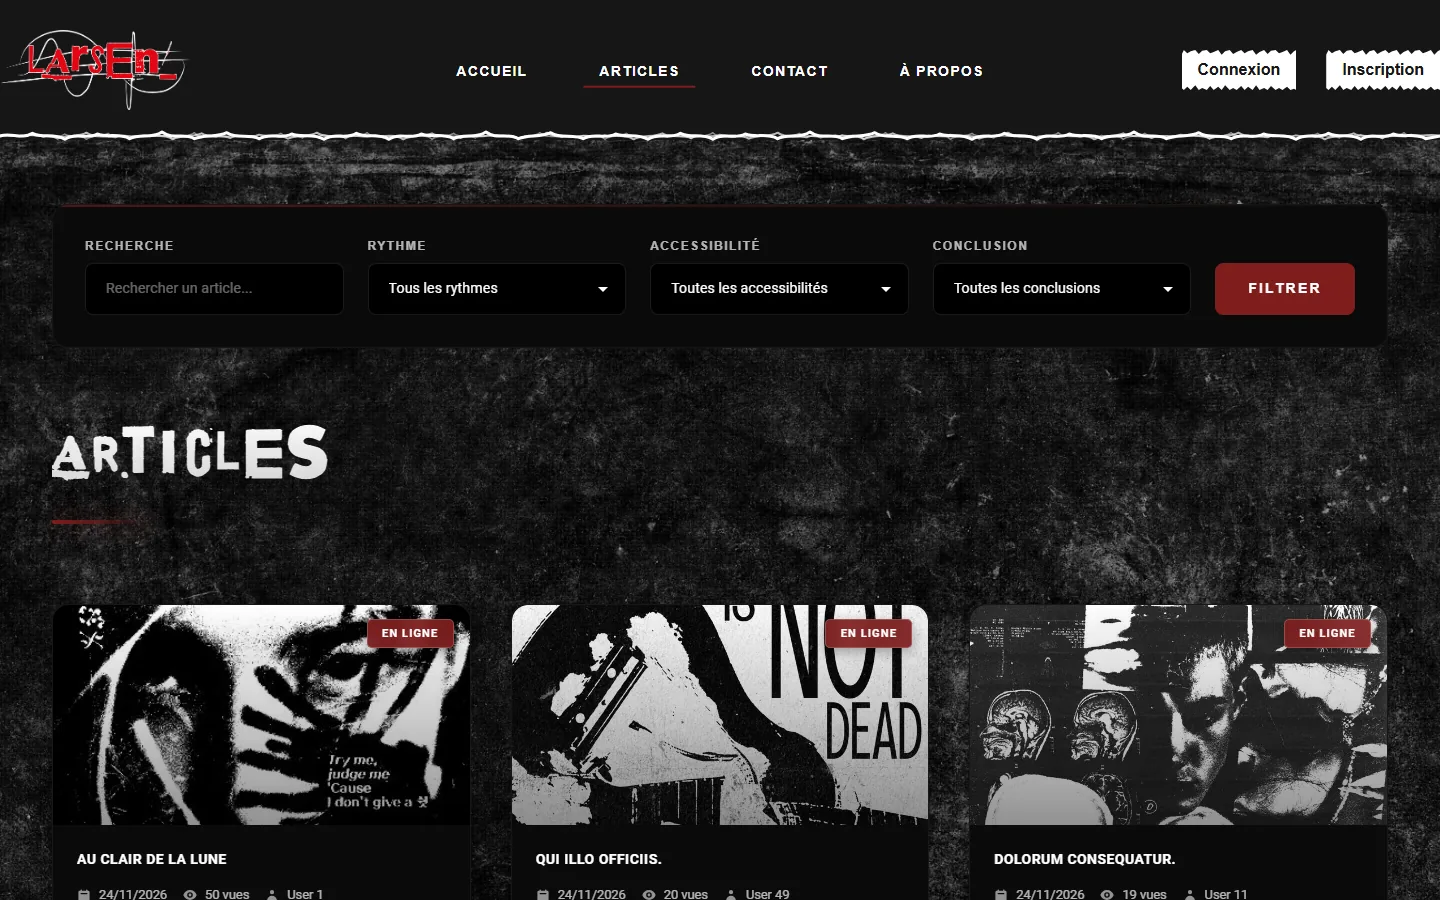 LArsEn_
ACCUEIL
ARTICLES
CONTACT
À PROPOS
Connexion
Inscription
RECHERCHE
RYTHME
ACCESSIBILITÉ
CONCLUSION
Rechercher un article...
Tous les rythmes
Toutes les accessibilités
Toutes les conclusions
FILTRER
ARTICLES
EN LIGNE
Try me,
judge me
'Cause
I don't give a
AU CLAIR DE LA LUNE
24/11/2026 50 vues User 1
EN LIGNE
NOT
DEAD
QUI ILLO OFFICIIS.
24/11/2026 20 vues User 49
EN LIGNE
DOLORUM CONSEQUATUR.
24/11/2026 19 vues User 11